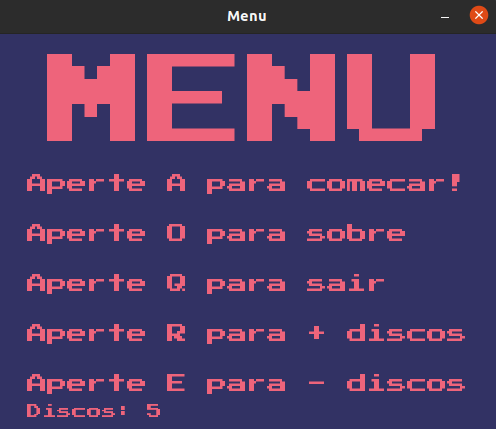 Menu
MENU
Aperte A para comecar!
Aperte O para sobre
Aperte Q para sair
Aperte R para + discos
Aperte E para - discos
Discos: 5